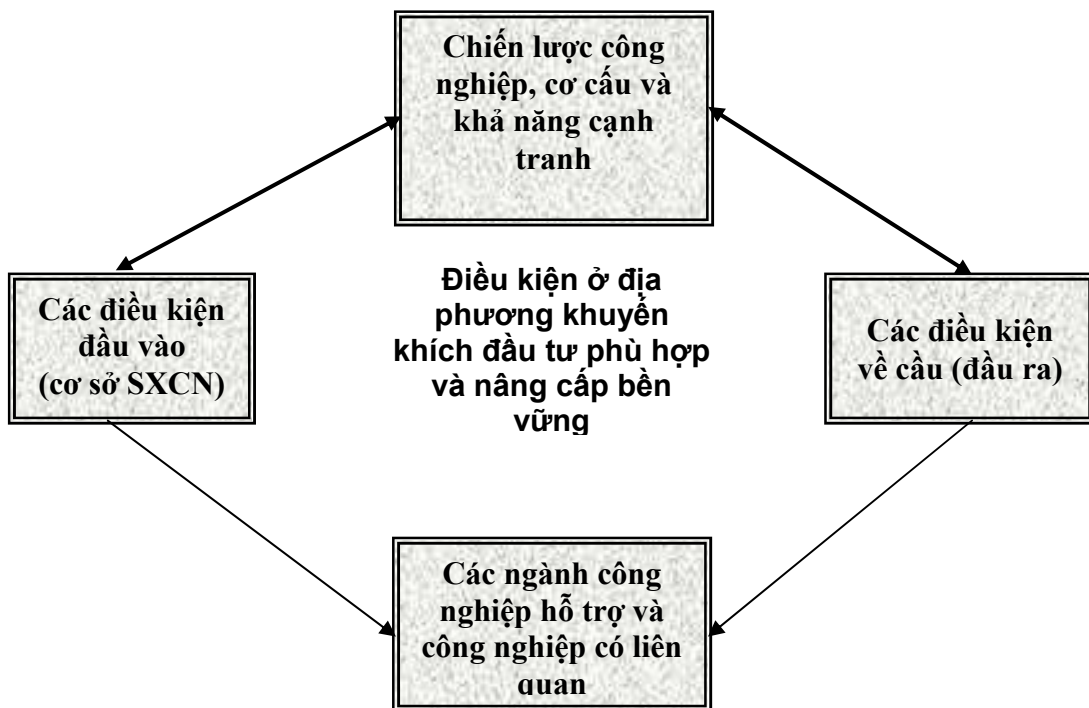 Chiến lược công
nghiệp, cơ cấu và
khả năng cạnh
tranh
Các điều kiện
đầu vào
(cơ sở SXCN)
Điều kiện ở địa
phương khuyến
khích đầu tư phù hợp
và nâng cấp bền
vững
Các điều kiện
về cầu (đầu ra)
Các ngành công
nghiệp hỗ trợ và
công nghiệp có liên
quan